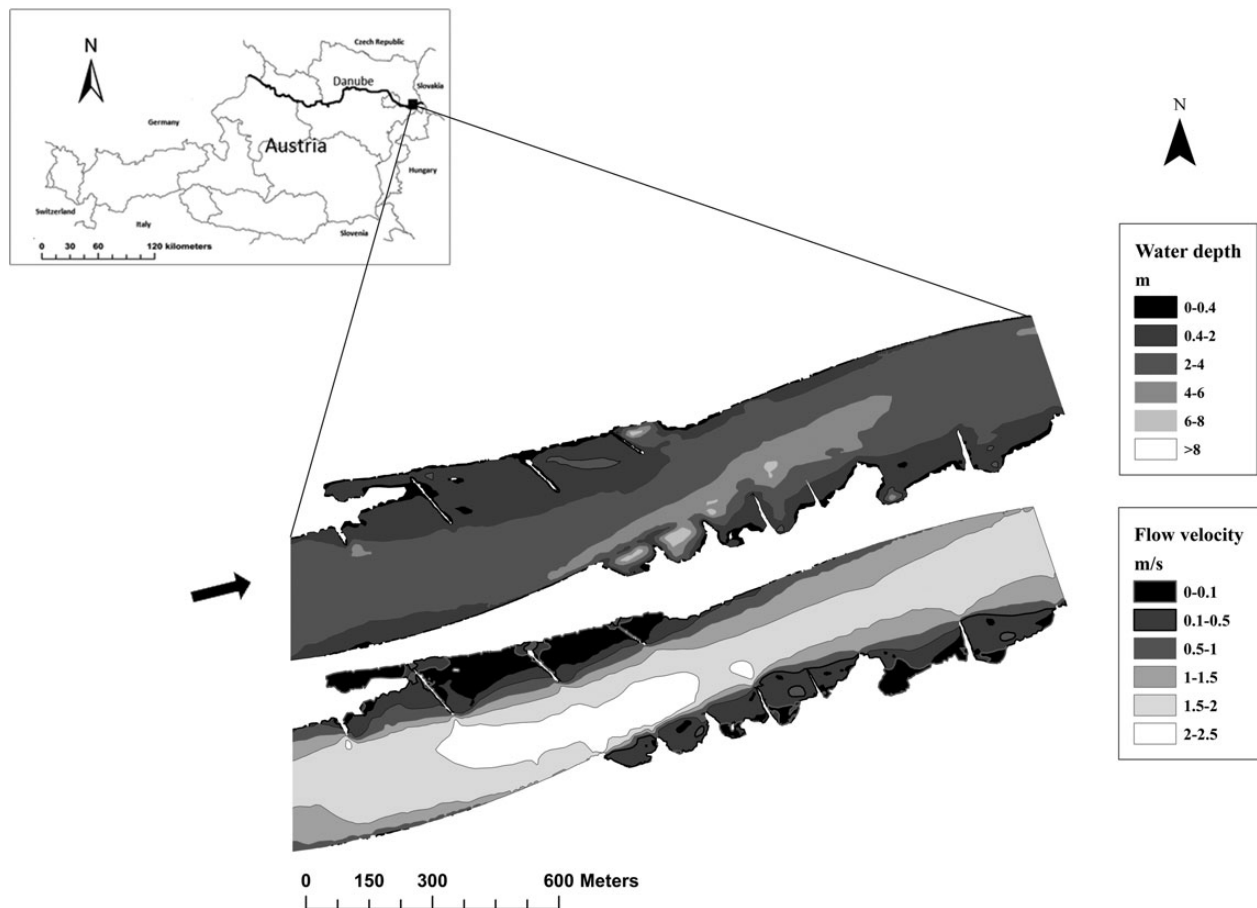 N
Czech Republic
Danube
Slovakia
Germany
Austria
Hungary
Switzerland
Italy
Slovenia
0 30 60 120 kilometers
N
Water depth
m
0-0.4
0.4-2
2-4
4-6
6-8
>8
Flow velocity
m/s
0-0.1
0.1-0.5
0.5-1
1-1.5
1.5-2
2-2.5
0 150 300 600 Meters